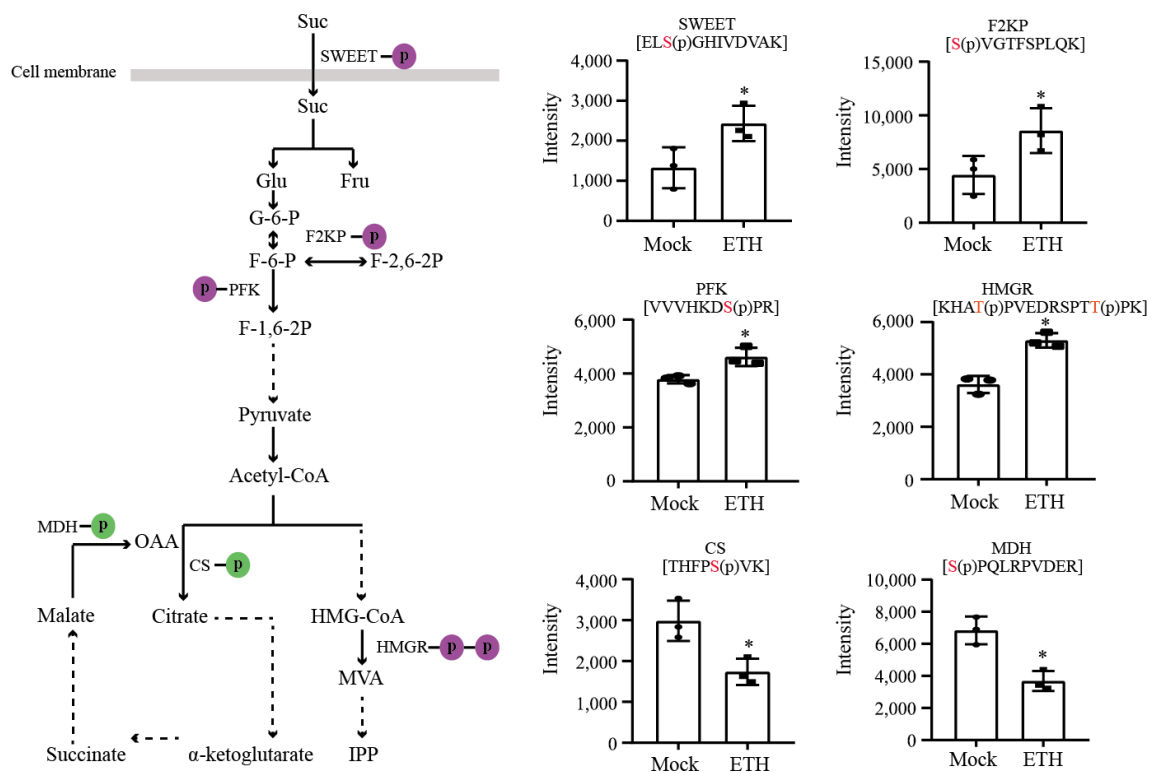 Suc
SWEET
p
Cell membrane
Suc
Glu
Fru
G-6-P
F2KP
p
F-6-P
F-2,6-2P
p
PFK
F-1,6-2P
Pyruvate
Acetyl-CoA
MDH
p
OAA
CS
p
Malate
Citrate
HMG-CoA
HMGR
p
p
MVA
Succinate
α-ketoglutarate
IPP
SWEET
[ELS(p)GHIVDVAK]
Intensity
4,000
3,000
2,000
1,000
0
*
Mock
ETH
F2KP
[S(p)VGTFSPLQK]
Intensity
15,000
10,000
5,000
0
*
Mock
ETH
PFK
[VVVHKDS(p)PR]
Intensity
6,000
4,000
2,000
0
*
Mock
ETH
HMGR
[KHAT(p)PVEDRSPTT(p)PK]
Intensity
6,000
4,000
2,000
0
*
Mock
ETH
CS
[THFPS(p)VK]
Intensity
4,000
3,000
2,000
1,000
0
*
Mock
ETH
MDH
[S(p)PQLRPVDER]
Intensity
10,000
8,000
6,000
4,000
2,000
0
*
Mock
ETH